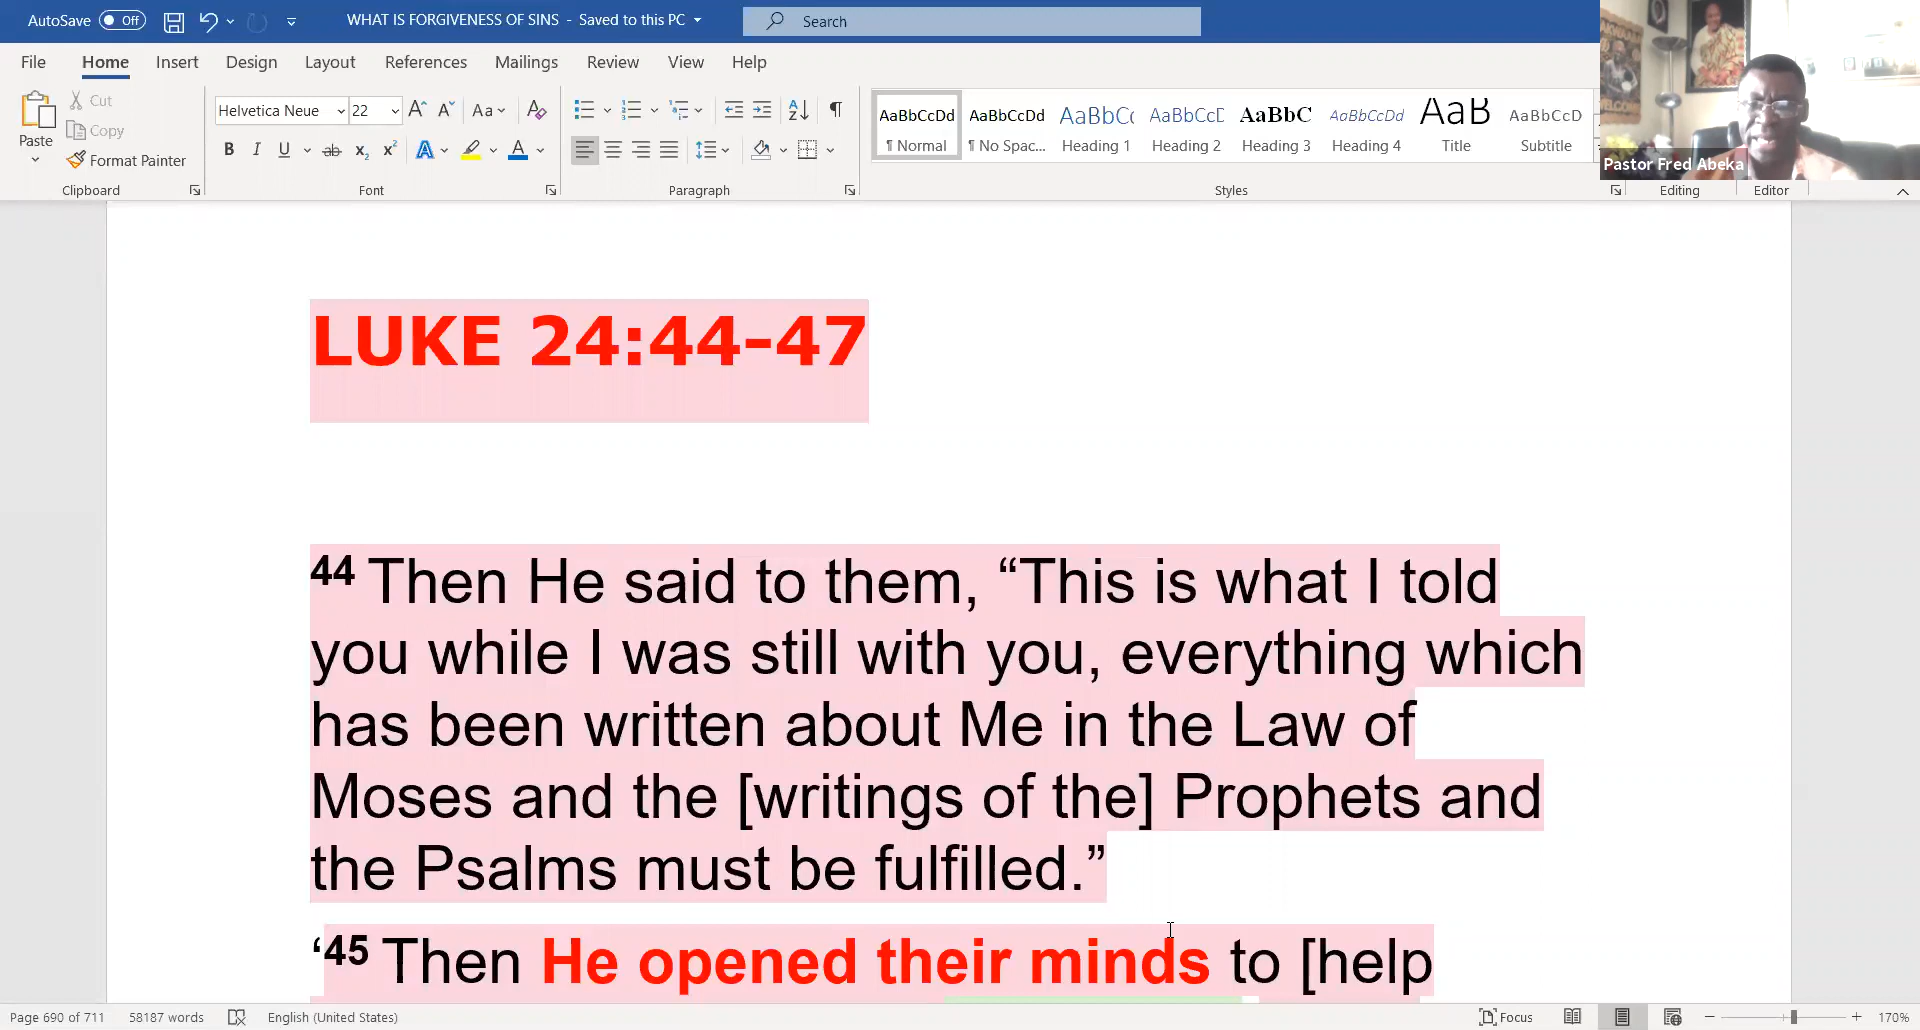 AutoSave Off WHAT IS FORGIVENESS OF SINS - Saved to this PC Search
File Home Insert Design Layout References Mailings Review View Help
Paste Cut Copy Format Painter
Helvetica Neue 22 Aa
B I U ab x2 x2 A A
AaBbCcDd AaBbCcDd AaBbCc AaBbCcD AaBbC AaBbCcDd AaB AaBbCcD
¶ Normal ¶ No Spac... Heading 1 Heading 2 Heading 3 Heading 4 Title Subtitle
Pastor Fred Abeka
Clipboard Font Paragraph Styles Editing Editor
LUKE 24:44-47
44 Then He said to them, “This is what I told
you while I was still with you, everything which
has been written about Me in the Law of
Moses and the [writings of the] Prophets and
the Psalms must be fulfilled.”
‘45 Then He opened their minds to [help
Page 690 of 711 58187 words English (United States) Focus 170%